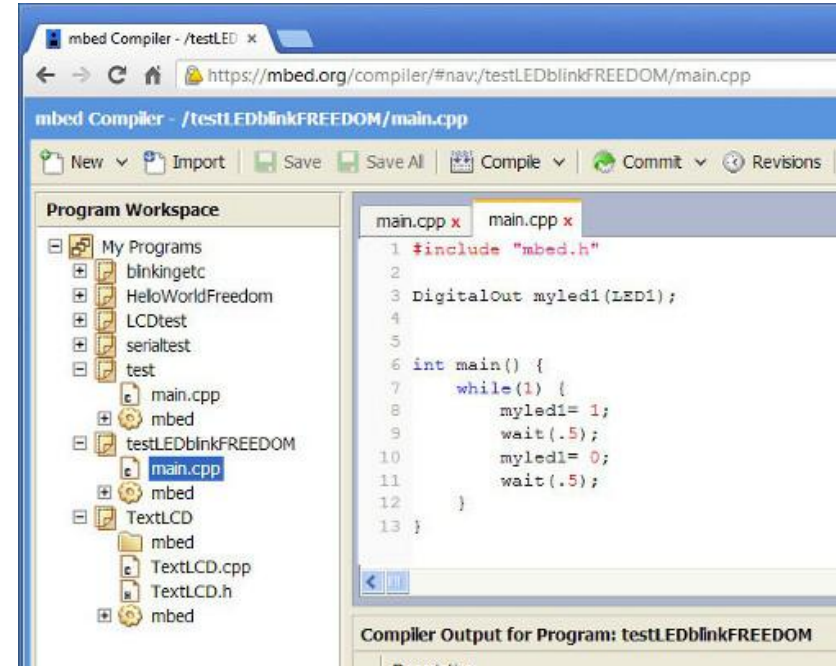 mbed Compiler - /testLED ×
https://mbed.org/compiler/#nav:/testLEDblinkFREEDOM/main.cpp
mbed Compiler - /testLEDblinkFREEDOM/main.cpp
New Import Save Save All Compile Commit Revisions
Program Workspace
My Programs
blinkingetc
HelloWorldFreedom
LCDtest
serialtest
test
main.cpp
mbed
testLEDblinkFREEDOM
main.cpp
mbed
TextLCD
mbed
TextLCD.cpp
TextLCD.h
mbed
main.cpp x main.cpp x
1 #include "mbed.h"
2
3 DigitalOut myled1(LED1);
4
5
6 int main() {
7     while(1) {
8         myled1= 1;
9         wait(.5);
10         myled1= 0;
11         wait(.5);
12     }
13 }
Compiler Output for Program: testLEDblinkFREEDOM